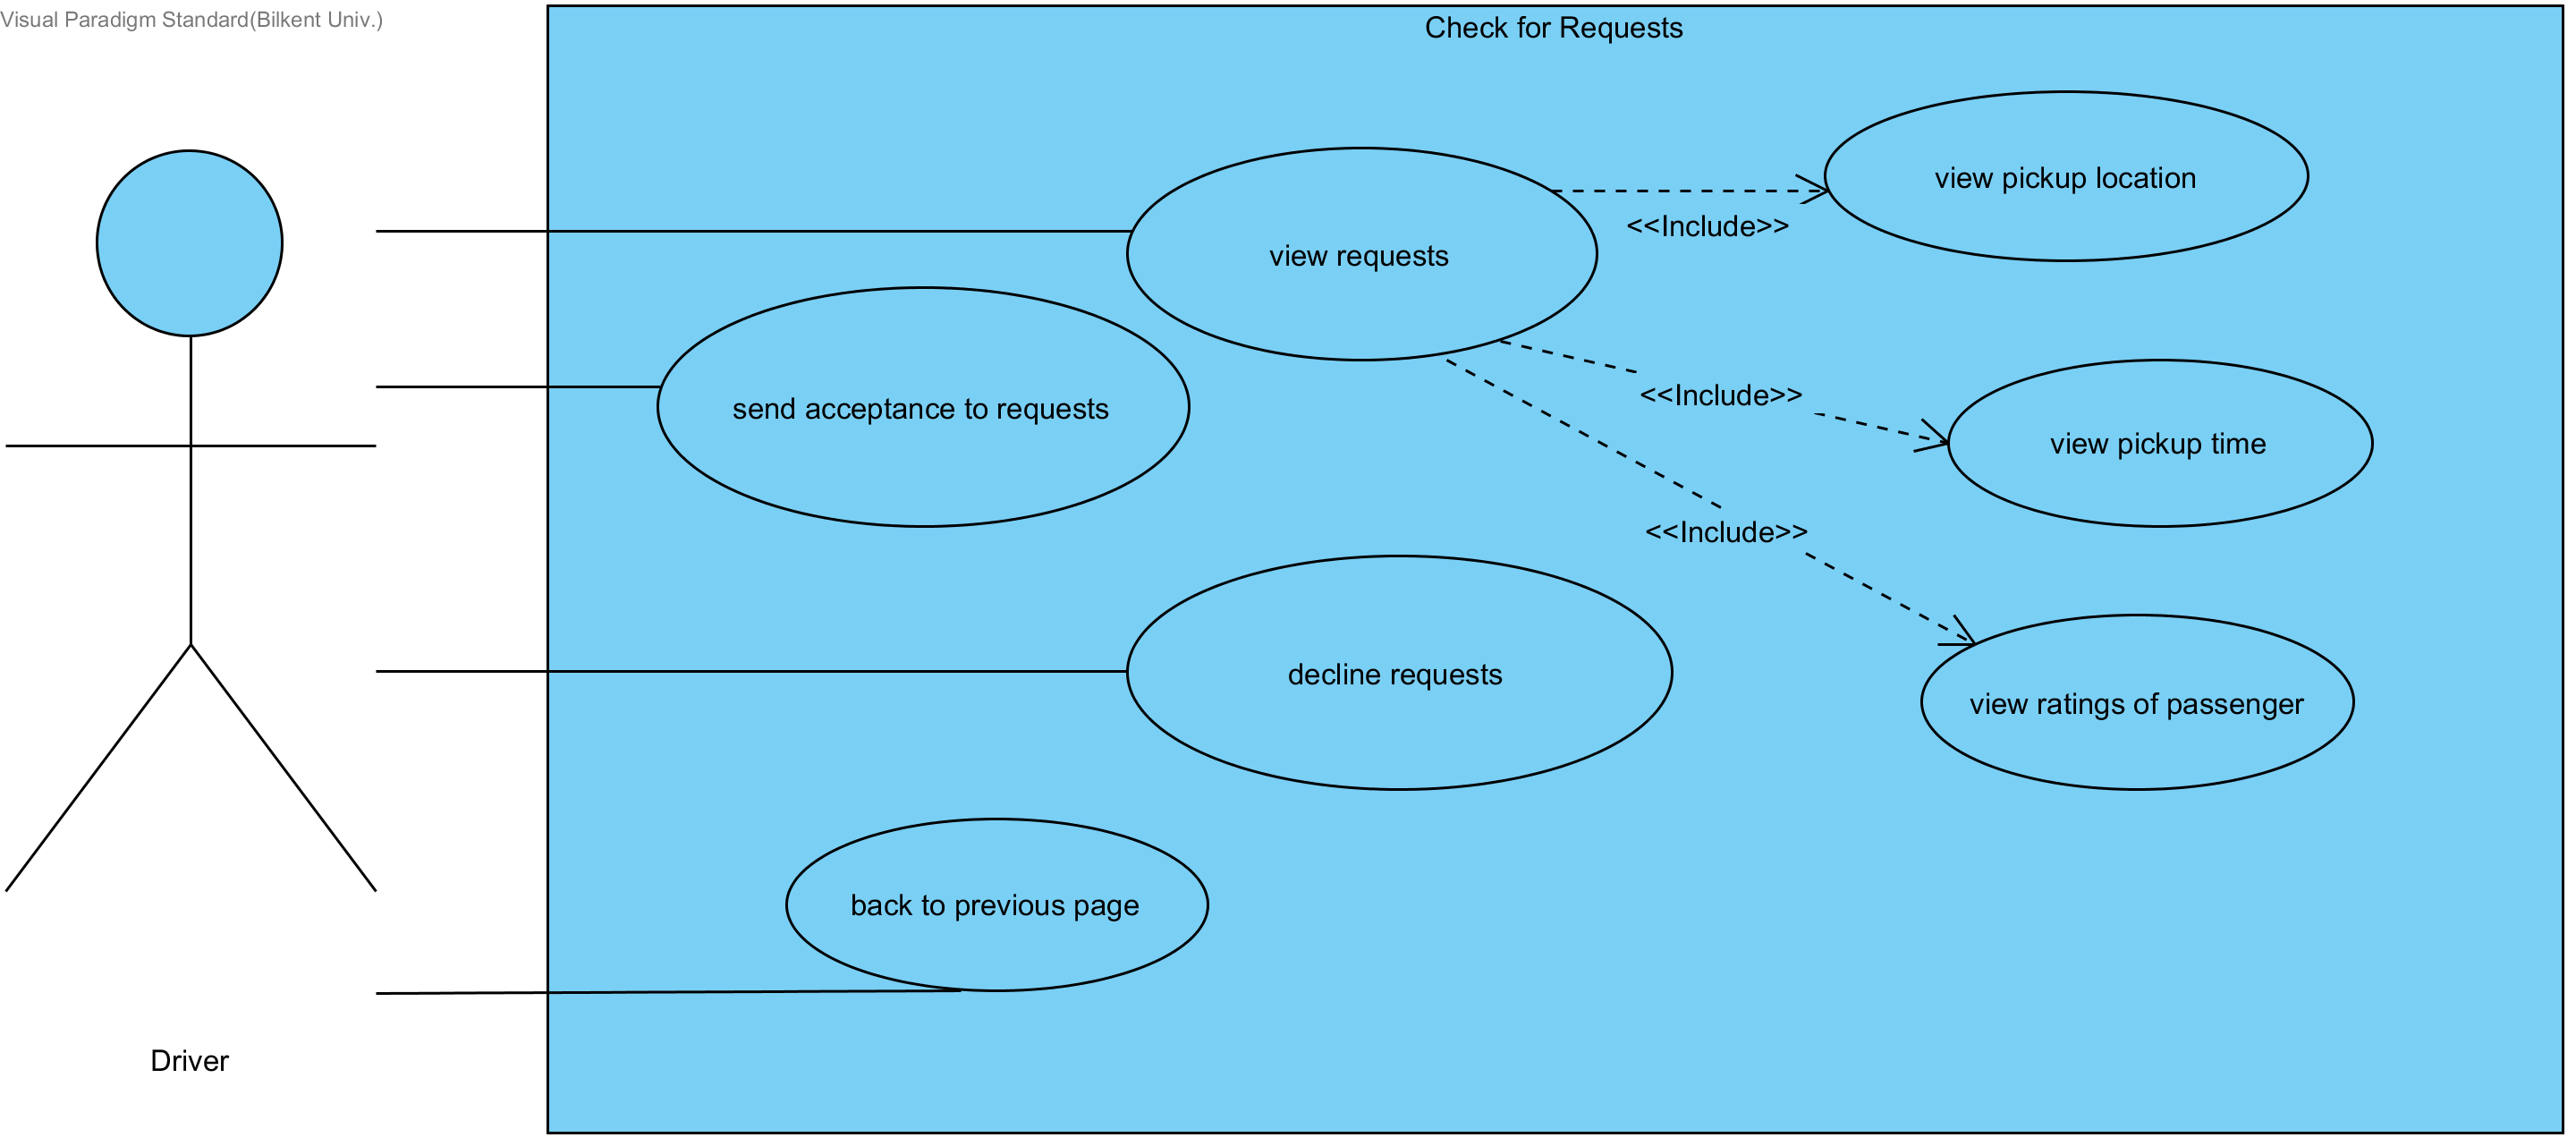 Visual Paradigm Standard(Bilkent Univ.)
Check for Requests
view pickup location
<<Include>>
view requests
<<Include>>
send acceptance to requests
view pickup time
<<Include>>
decline requests
view ratings of passenger
back to previous page
Driver